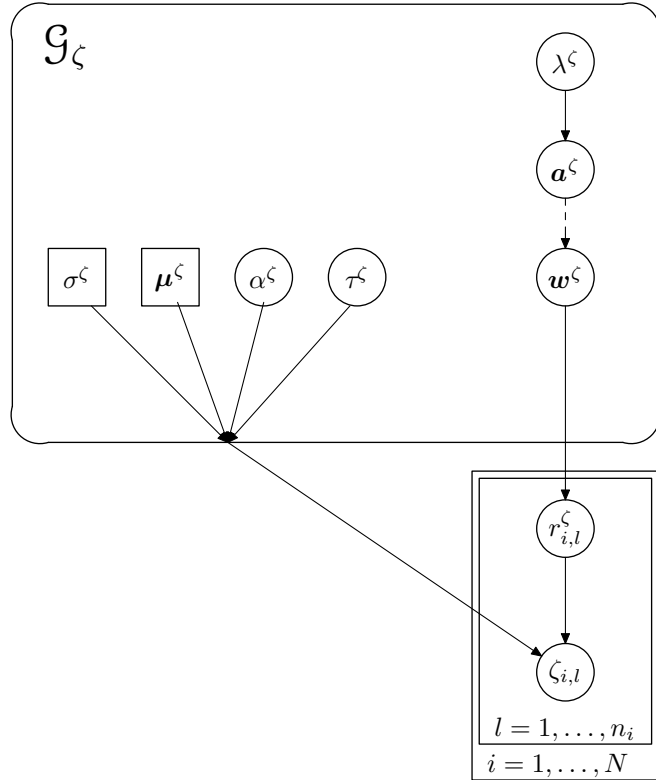 𝒢_ζ
λ^ζ
𝒂^ζ
σ^ζ 𝝁^ζ α^ζ τ^ζ 𝒘^ζ
r^ζ_{i,l}
ζ_{i,l}
l = 1, . . . , n_i
i = 1, . . . , N